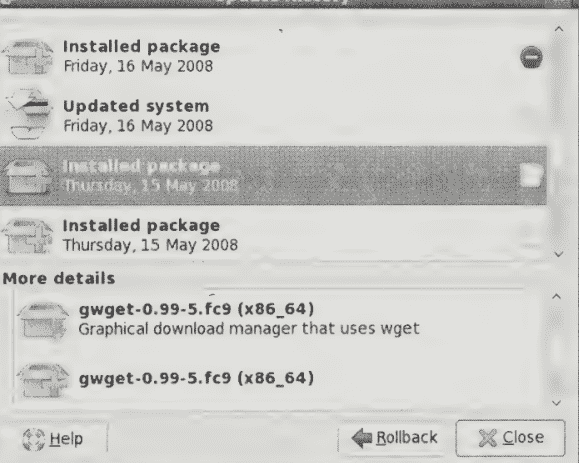 Installed package
Friday, 16 May 2008
Updated system
Friday, 16 May 2008
Installed package
Thursday, 15 May 2008
Installed package
Thursday, 15 May 2008
More details
gwget-0.99-5.fc9 (x86_64)
Graphical download manager that uses wget
gwget-0.99-5.fc9 (x86_64)
Help
Rollback
Close